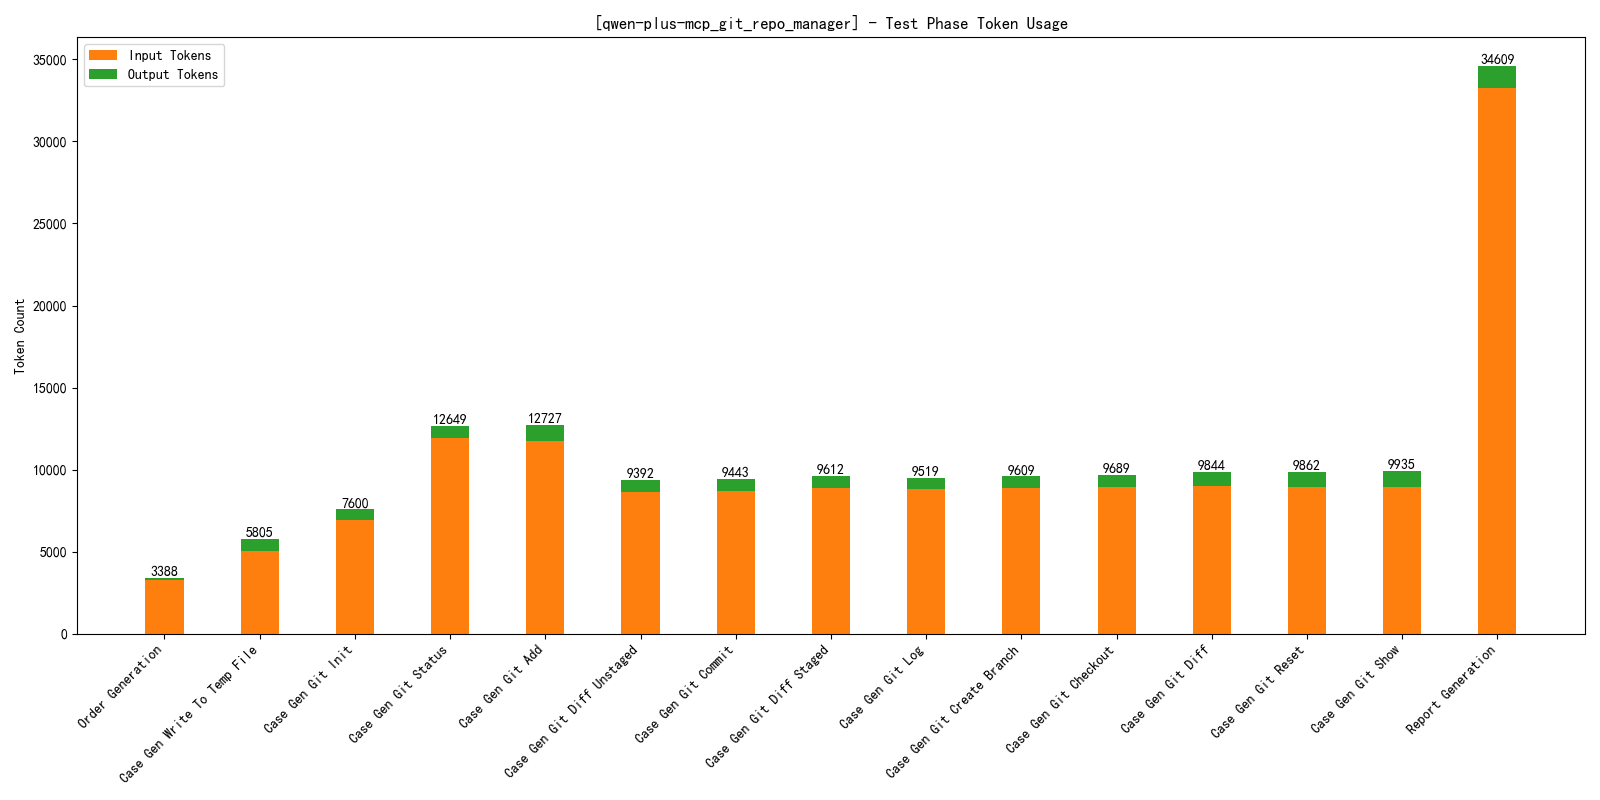 [qwen-plus-mcp_git_repo_manager] - Test Phase Token Usage
Input Tokens
Output Tokens
Token Count
35000
30000
25000
20000
15000
10000
5000
0
3388
5805
7600
12649
12727
9392
9443
9612
9519
9609
9689
9844
9862
9935
34609
Order Generation
Case Gen Write To Temp File
Case Gen Git Init
Case Gen Git Status
Case Gen Git Add
Case Gen Git Diff Unstaged
Case Gen Git Commit
Case Gen Git Diff Staged
Case Gen Git Log
Case Gen Git Create Branch
Case Gen Git Checkout
Case Gen Git Diff
Case Gen Git Reset
Case Gen Git Show
Report Generation